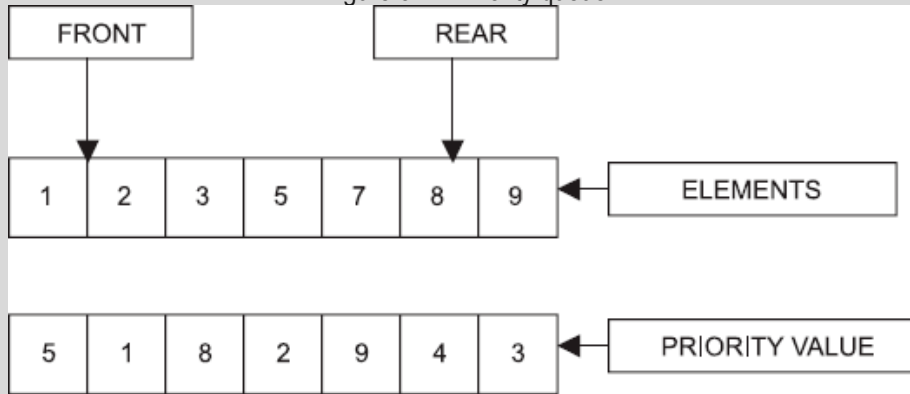 FRONT REAR
1 2 3 5 7 8 9 ELEMENTS
5 1 8 2 9 4 3 PRIORITY VALUE